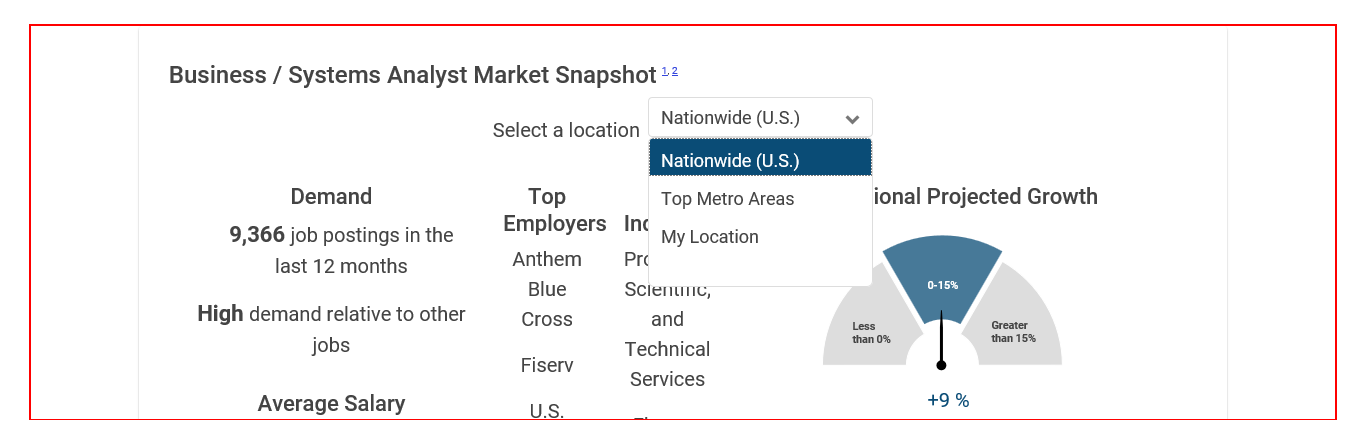 Business / Systems Analyst Market Snapshot 1, 2
Select a location
Nationwide (U.S.)
Nationwide (U.S.)
Top Metro Areas
My Location
Demand
9,366 job postings in the
last 12 months
High demand relative to other
jobs
Average Salary
Top
Employers
Anthem
Blue
Cross
Fiserv
U.S.
Scientific,
and
Technical
Services
ional Projected Growth
0-15%
Less
than 0%
Greater
than 15%
+9 %